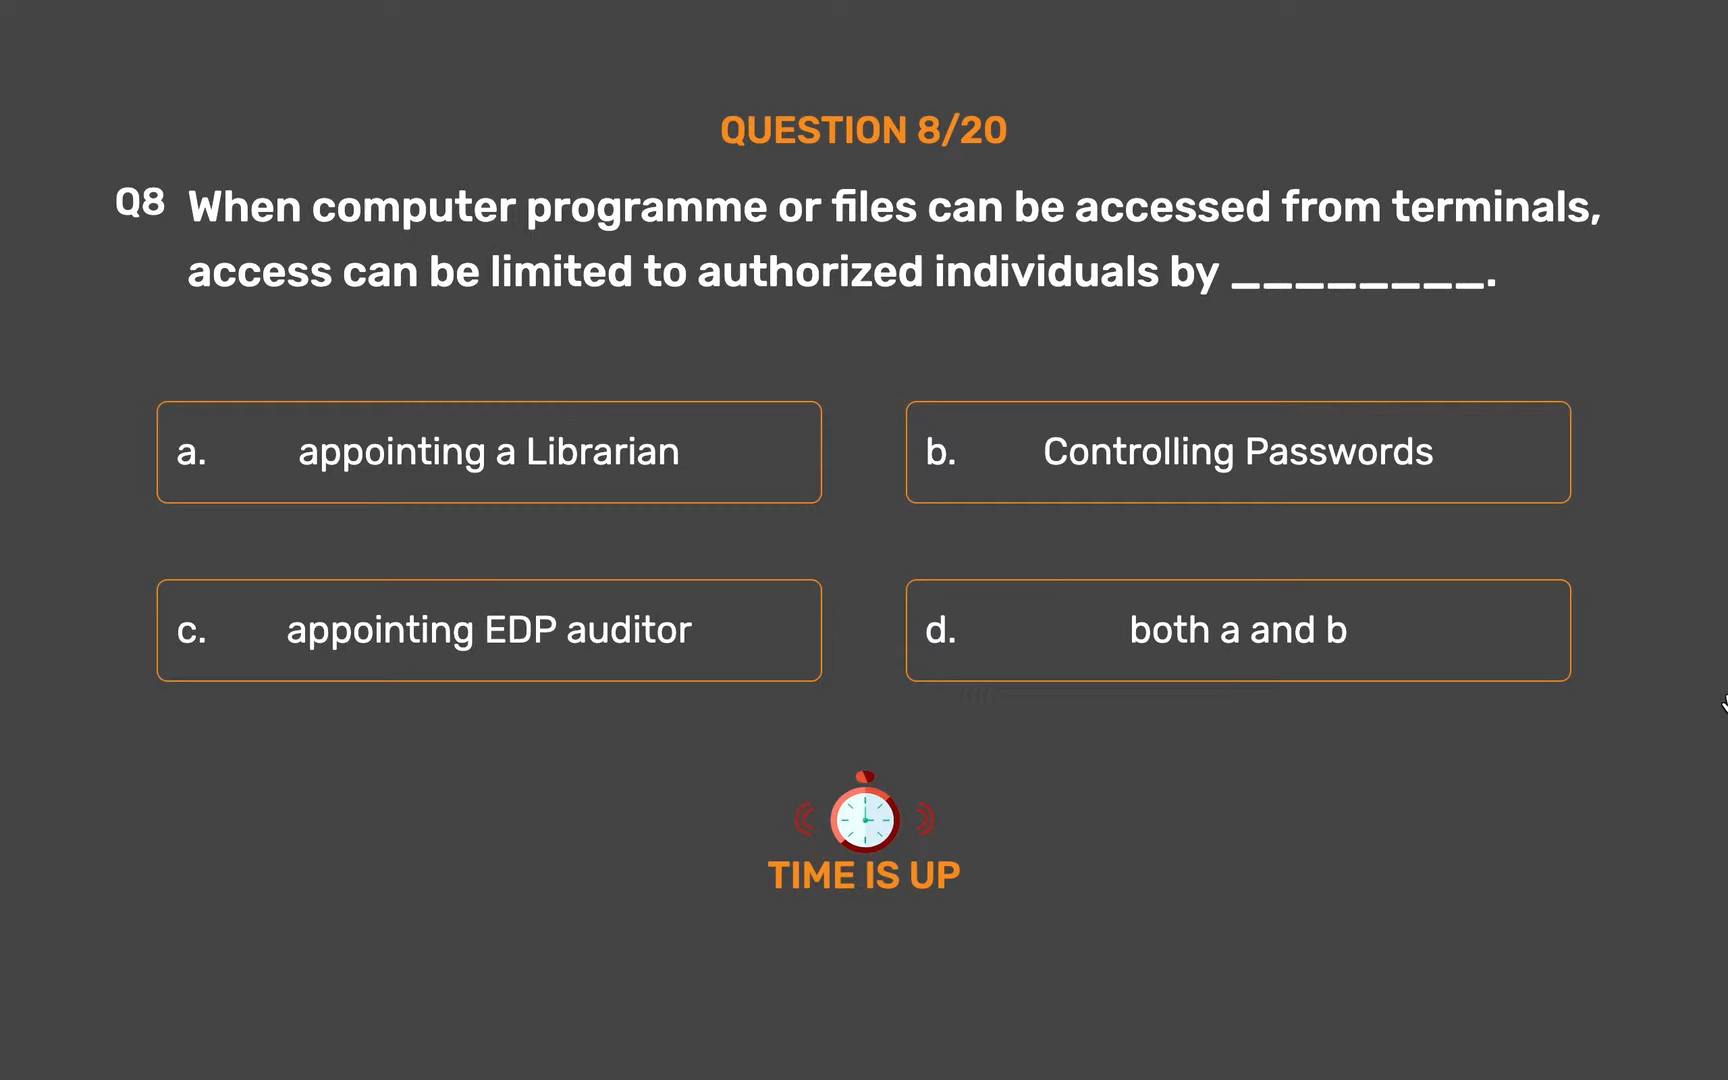 QUESTION 8/20
Q8 When computer programme or files can be accessed from terminals,
access can be limited to authorized individuals by ________.
a. appointing a Librarian
b. Controlling Passwords
c. appointing EDP auditor
d. both a and b
TIME IS UP